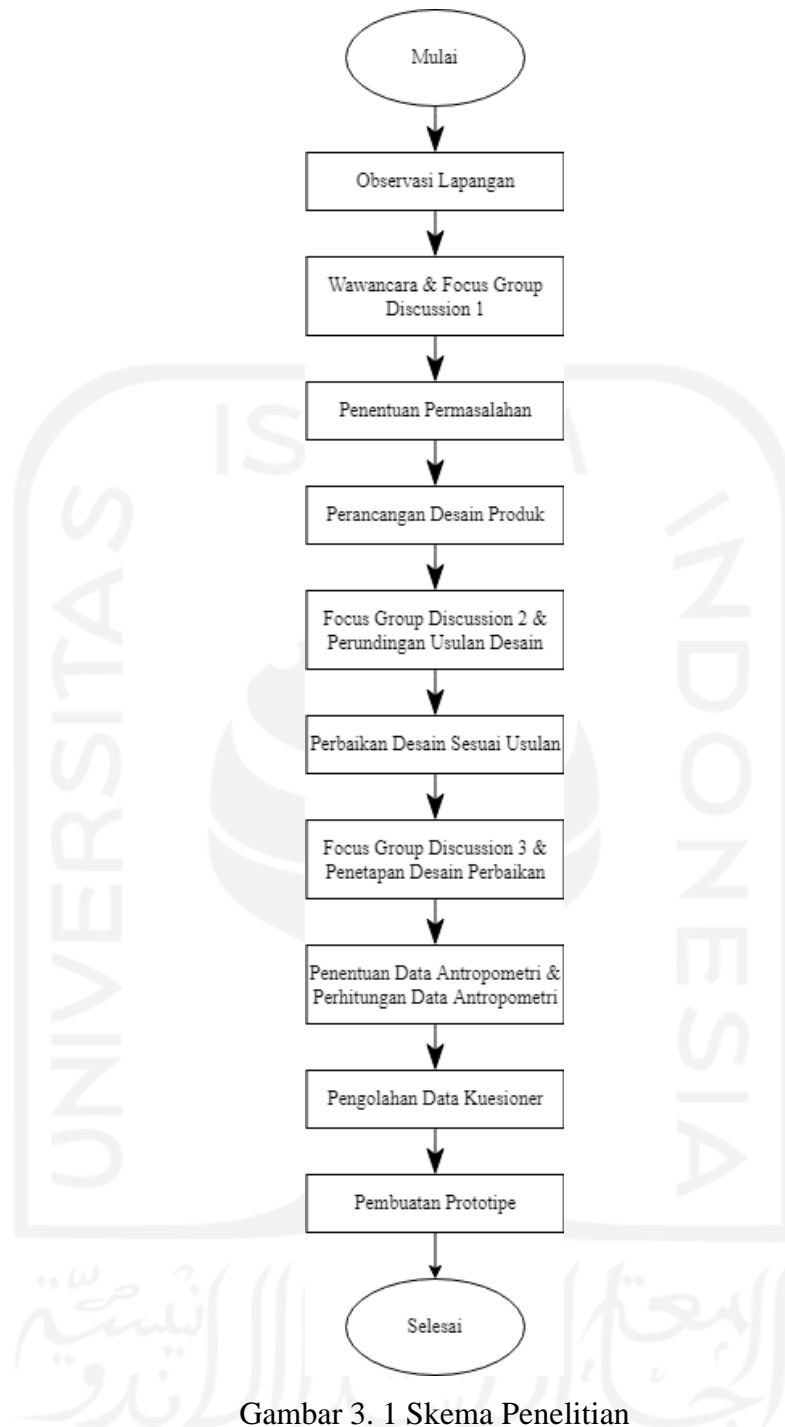 Mulai
Observasi Lapangan
Wawancara & Focus Group
Discussion 1
Penentuan Permasalahan
Perancangan Desain Produk
Focus Group Discussion 2 &
Perundingan Usulan Desain
Perbaikan Desain Sesuai Usulan
Focus Group Discussion 3 &
Penetapan Desain Perbaikan
Penentuan Data Antropometri &
Perhitungan Data Antropometri
Pengolahan Data Kuesioner
Pembuatan Prototipe
Selesai
Gambar 3. 1 Skema Penelitian
UNIVERSITAS
INDONESIA